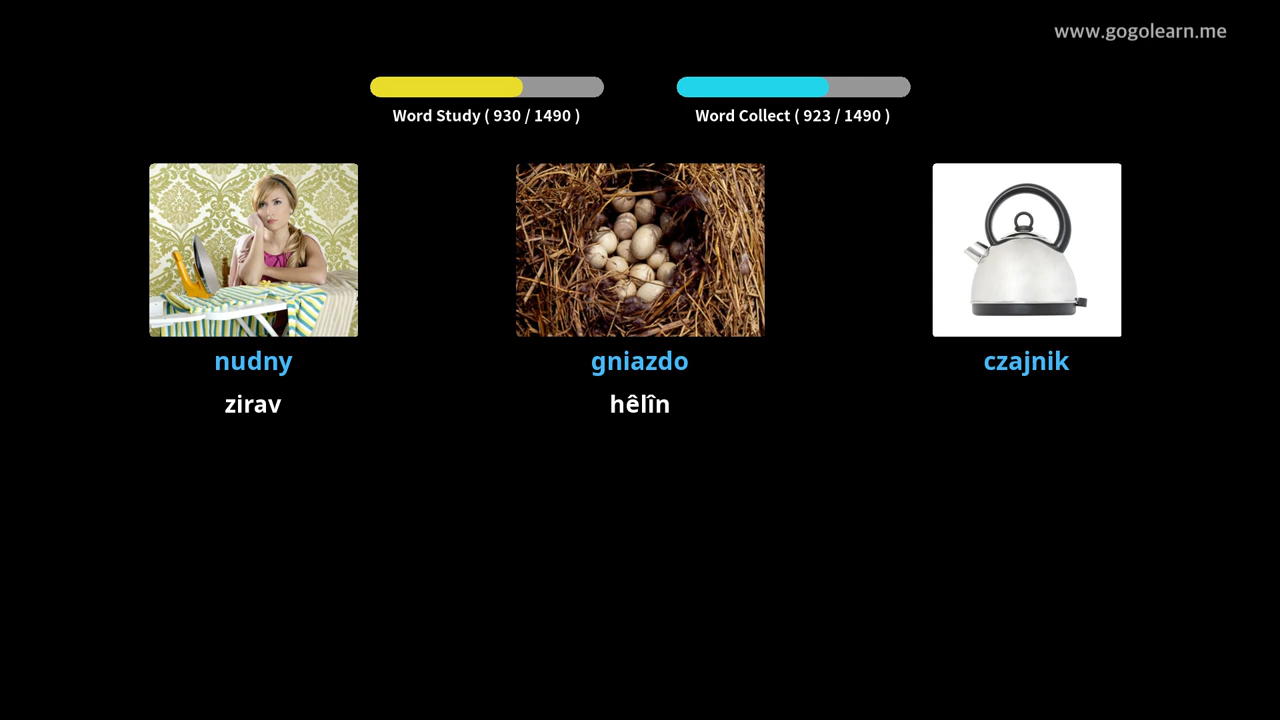 www.gogolearn.me
Word Study ( 930 / 1490 )
Word Collect ( 923 / 1490 )
nudny
gniazdo
czajnik
zirav
hêlîn